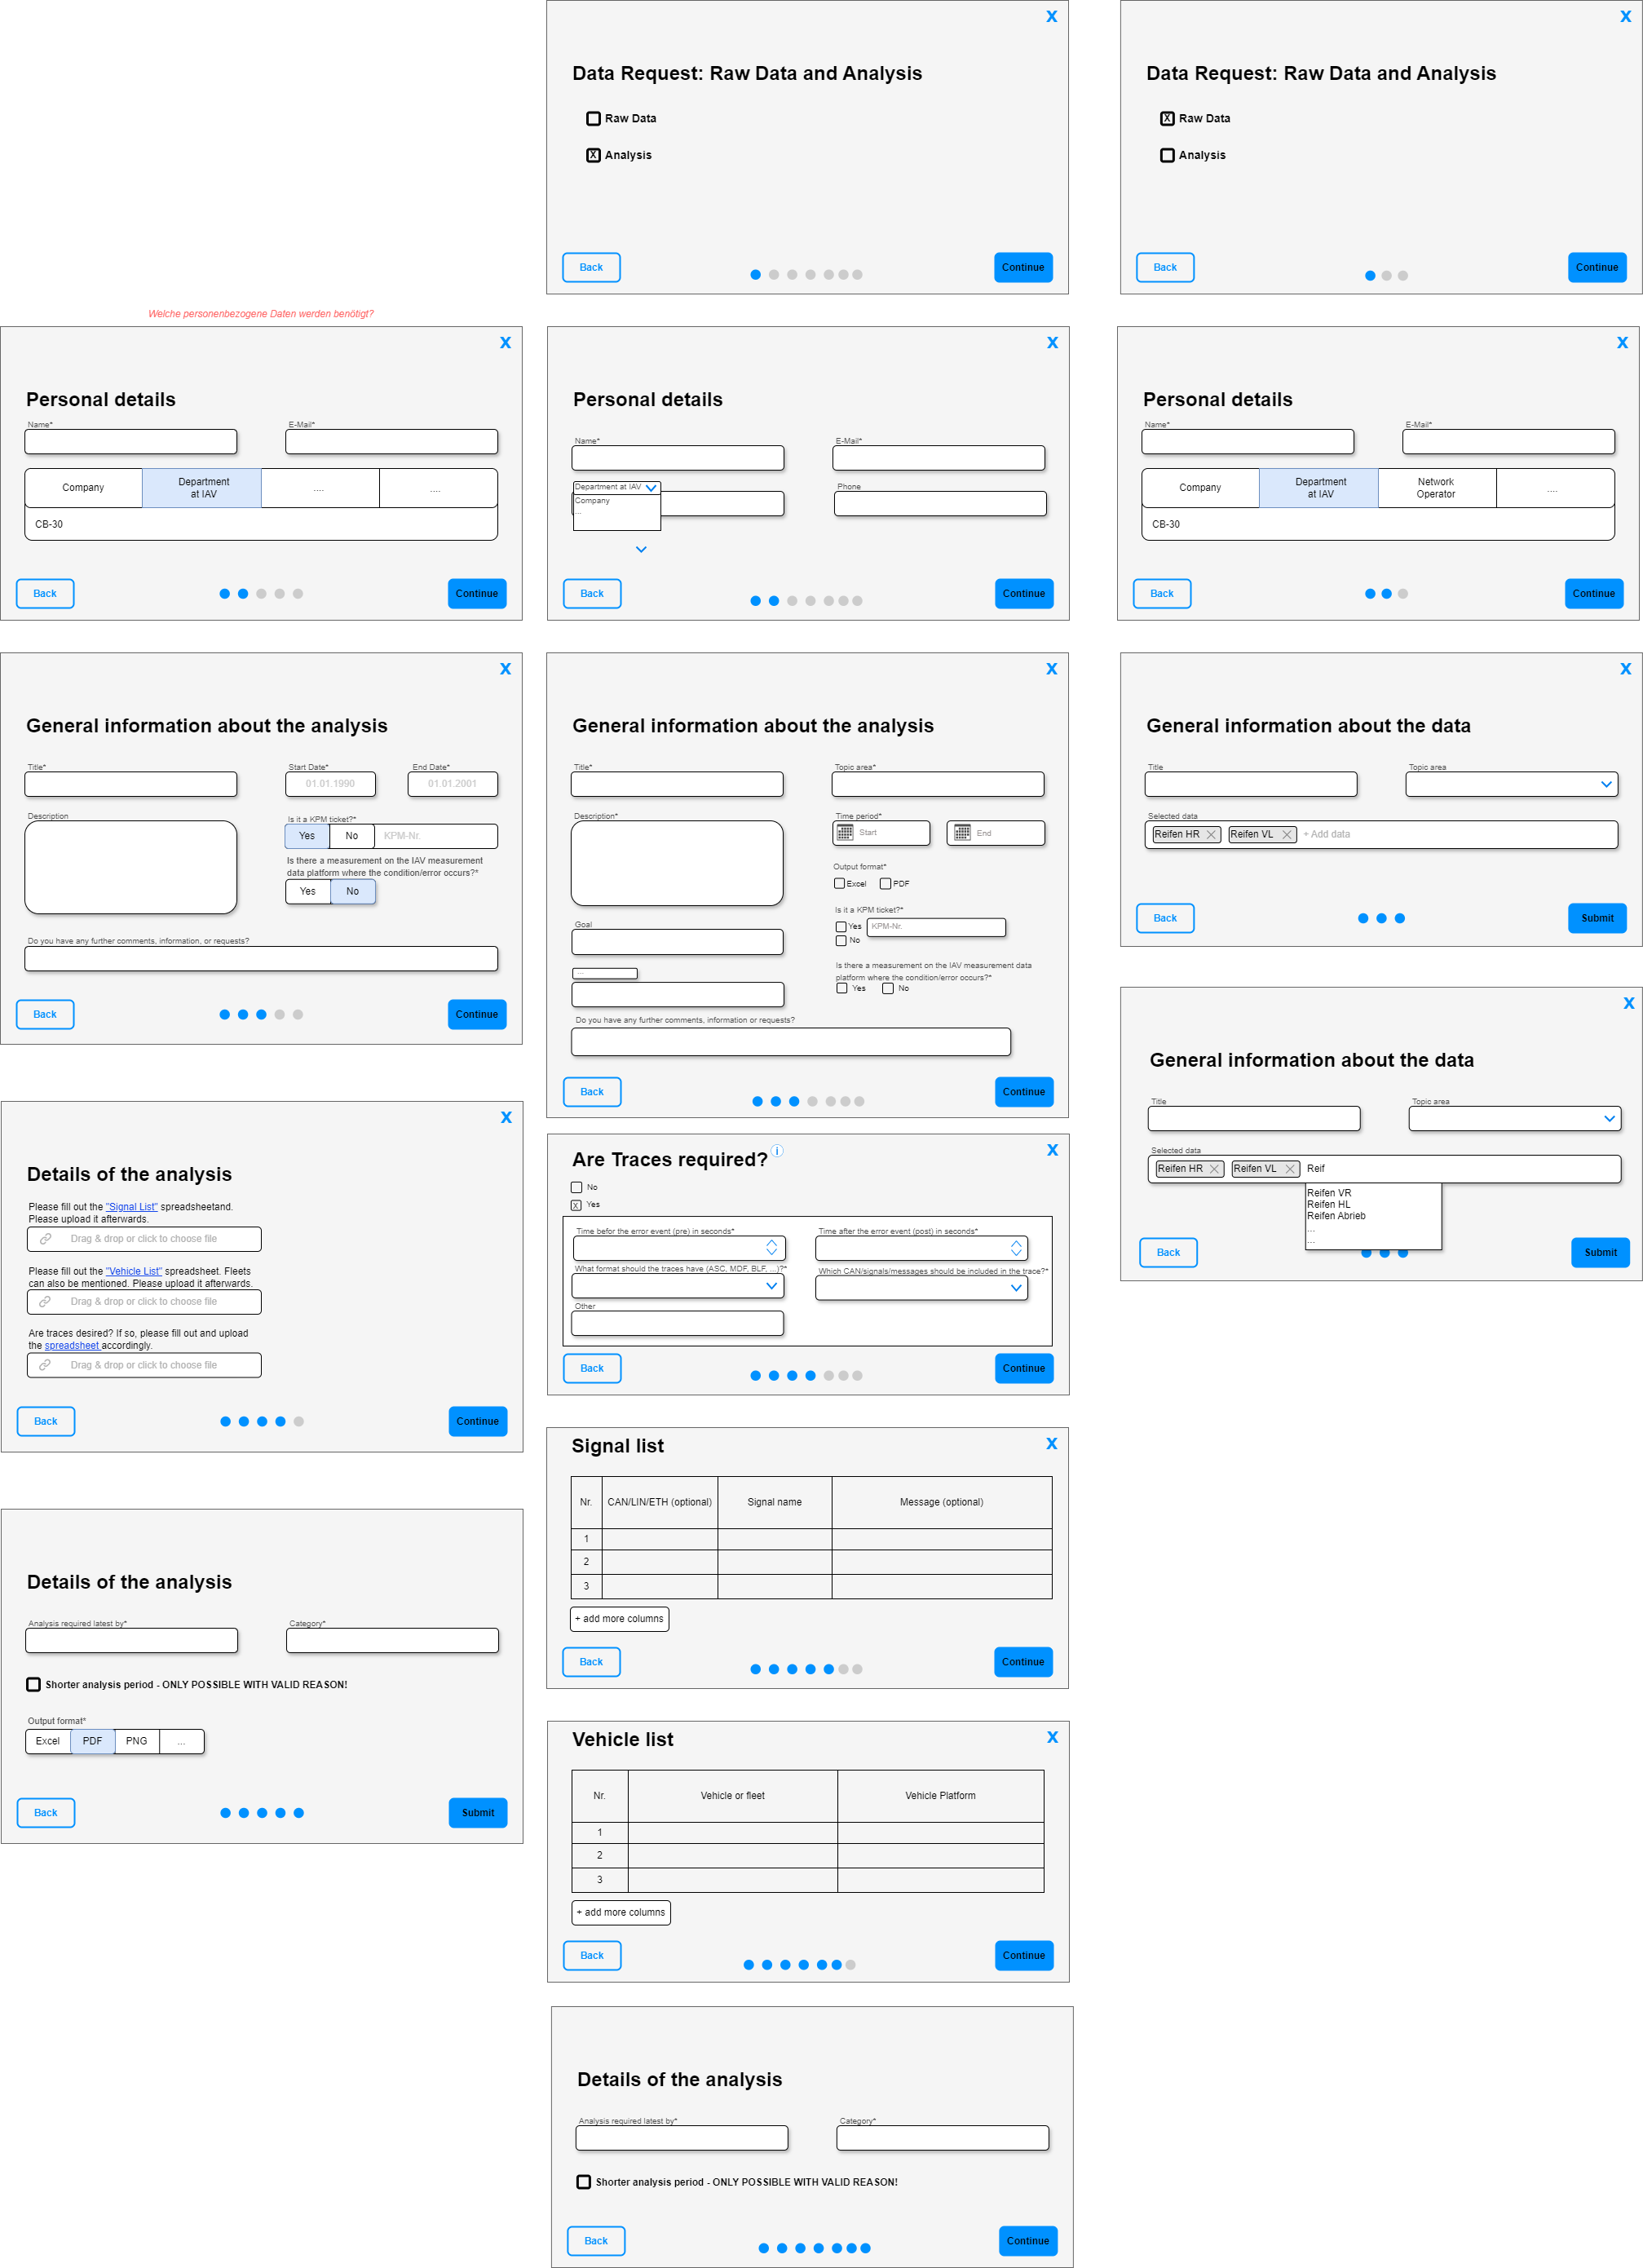 X
Data Request: Raw Data and Analysis
Raw Data
X Analysis
Back
Continue
X
Data Request: Raw Data and Analysis
X Raw Data
Analysis
Back
Continue
Welche personenbezogene Daten werden benötigt?
X
Personal details
Name*
E-Mail*
Company
Department
at IAV
....
....
CB-30
Back
Continue
X
Personal details
Name*
E-Mail*
Department at IAV
Company
...
Phone
Back
Continue
X
Personal details
Name*
E-Mail*
Company
Department
at IAV
Network
Operator
....
CB-30
Back
Continue
X
General information about the analysis
Title*
Start Date*
End Date*
01.01.1990
01.01.2001
Description
Is it a KPM ticket?*
Yes
No
KPM-Nr.
Is there a measurement on the IAV measurement
data platform where the condition/error occurs?*
Yes
No
Do you have any further comments, information, or requests?
Back
Continue
X
General information about the analysis
Title*
Topic area*
Description*
Time period*
Start
End
Output format*
Excel
PDF
Is it a KPM ticket?*
Yes
KPM-Nr.
No
Goal
...
Is there a measurement on the IAV measurement data
platform where the condition/error occurs?*
Yes
No
Do you have any further comments, information or requests?
Back
Continue
X
General information about the data
Title
Topic area
Selected data
Reifen HR
Reifen VL
+ Add data
Back
Submit
X
General information about the data
Title
Topic area
Selected data
Reifen HR
Reifen VL
Reif
Reifen VR
Reifen HL
Reifen Abrieb
...
...
Back
Submit
X
Details of the analysis
Please fill out the "Signal List" spreadsheetand.
Please upload it afterwards.
Drag & drop or click to choose file
Please fill out the "Vehicle List" spreadsheet. Fleets
can also be mentioned. Please upload it afterwards.
Drag & drop or click to choose file
Are traces desired? If so, please fill out and upload
the spreadsheet accordingly.
Drag & drop or click to choose file
Back
Continue
X
Are Traces required? i
No
X Yes
Time befor the error event (pre) in seconds*
Time after the error event (post) in seconds*
What format should the traces have (ASC, MDF, BLF, ...)?*
Which CAN/signals/messages should be included in the trace?*
Other
Back
Continue
X
Signal list
Nr.
CAN/LIN/ETH (optional)
Signal name
Message (optional)
1
2
3
+ add more columns
Back
Continue
Details of the analysis
Analysis required latest by*
Category*
Shorter analysis period - ONLY POSSIBLE WITH VALID REASON!
Output format*
Excel
PDF
PNG
...
Back
Submit
X
Vehicle list
Nr.
Vehicle or fleet
Vehicle Platform
1
2
3
+ add more columns
Back
Continue
Details of the analysis
Analysis required latest by*
Category*
Shorter analysis period - ONLY POSSIBLE WITH VALID REASON!
Back
Continue